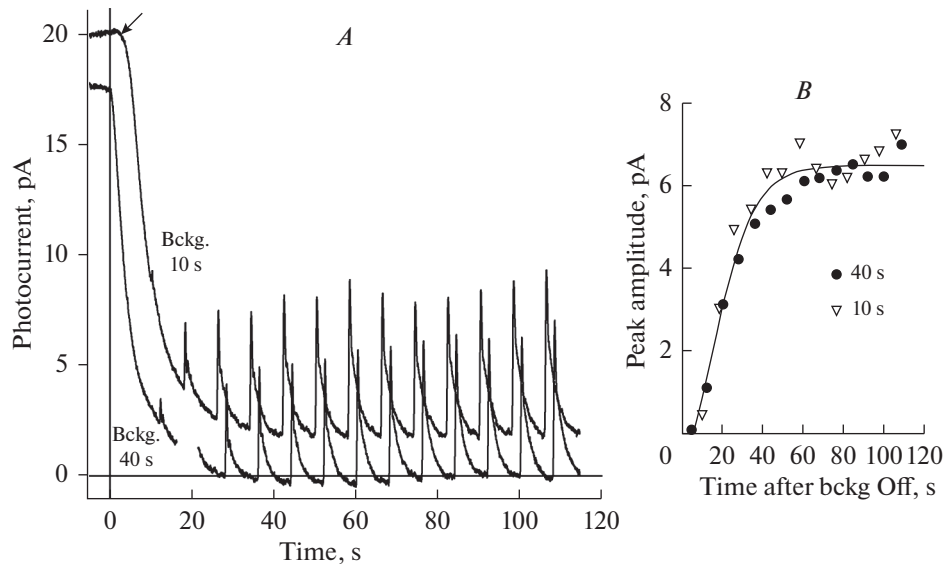 A
20
15
10
5
0
Photocurrent, pA
Bckg.
10 s
Bckg.
40 s
0 20 40 60 80 100 120
Time, s
B
8
6
4
2
0 20 40 60 80 100 120
Peak amplitude, pA
40 s
10 s
Time after bckg Off, s